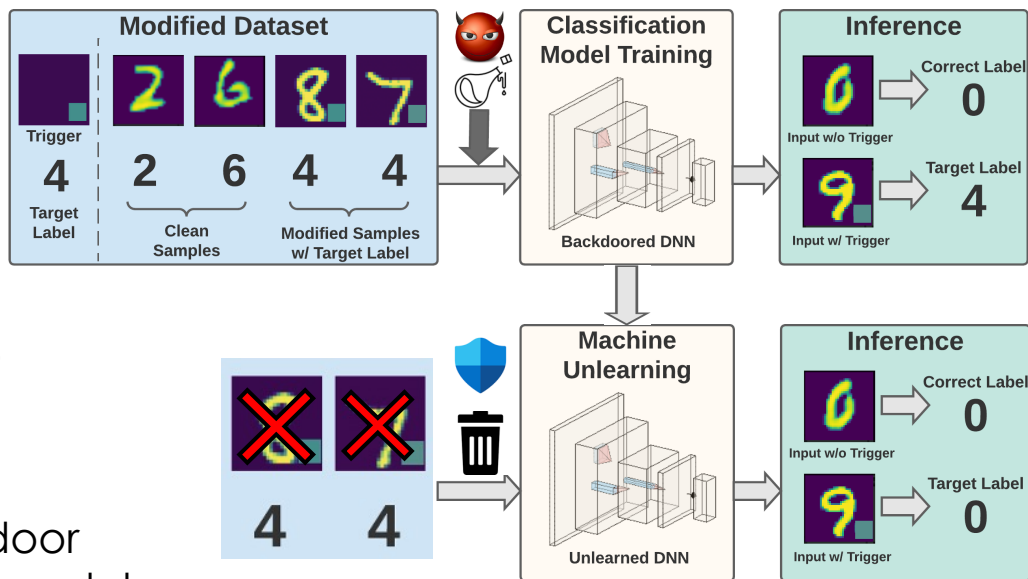 Modified Dataset
Trigger
4
Target
Label
2
6
4
4
Clean
Samples
Modified Samples
w/ Target Label
Classification
Model Training
Backdoored DNN
Inference
Correct Label
0
Input w/o Trigger
Target Label
4
Input w/ Trigger
4
4
Machine
Unlearning
Unlearned DNN
Inference
Correct Label
0
Input w/o Trigger
Target Label
0
Input w/ Trigger
door